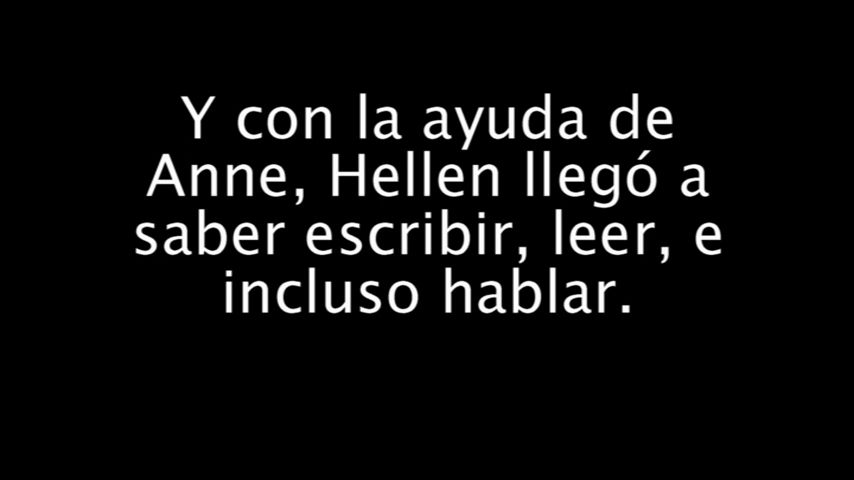 Y con la ayuda de
Anne, Hellen llegó a
saber escribir, leer, e
incluso hablar.